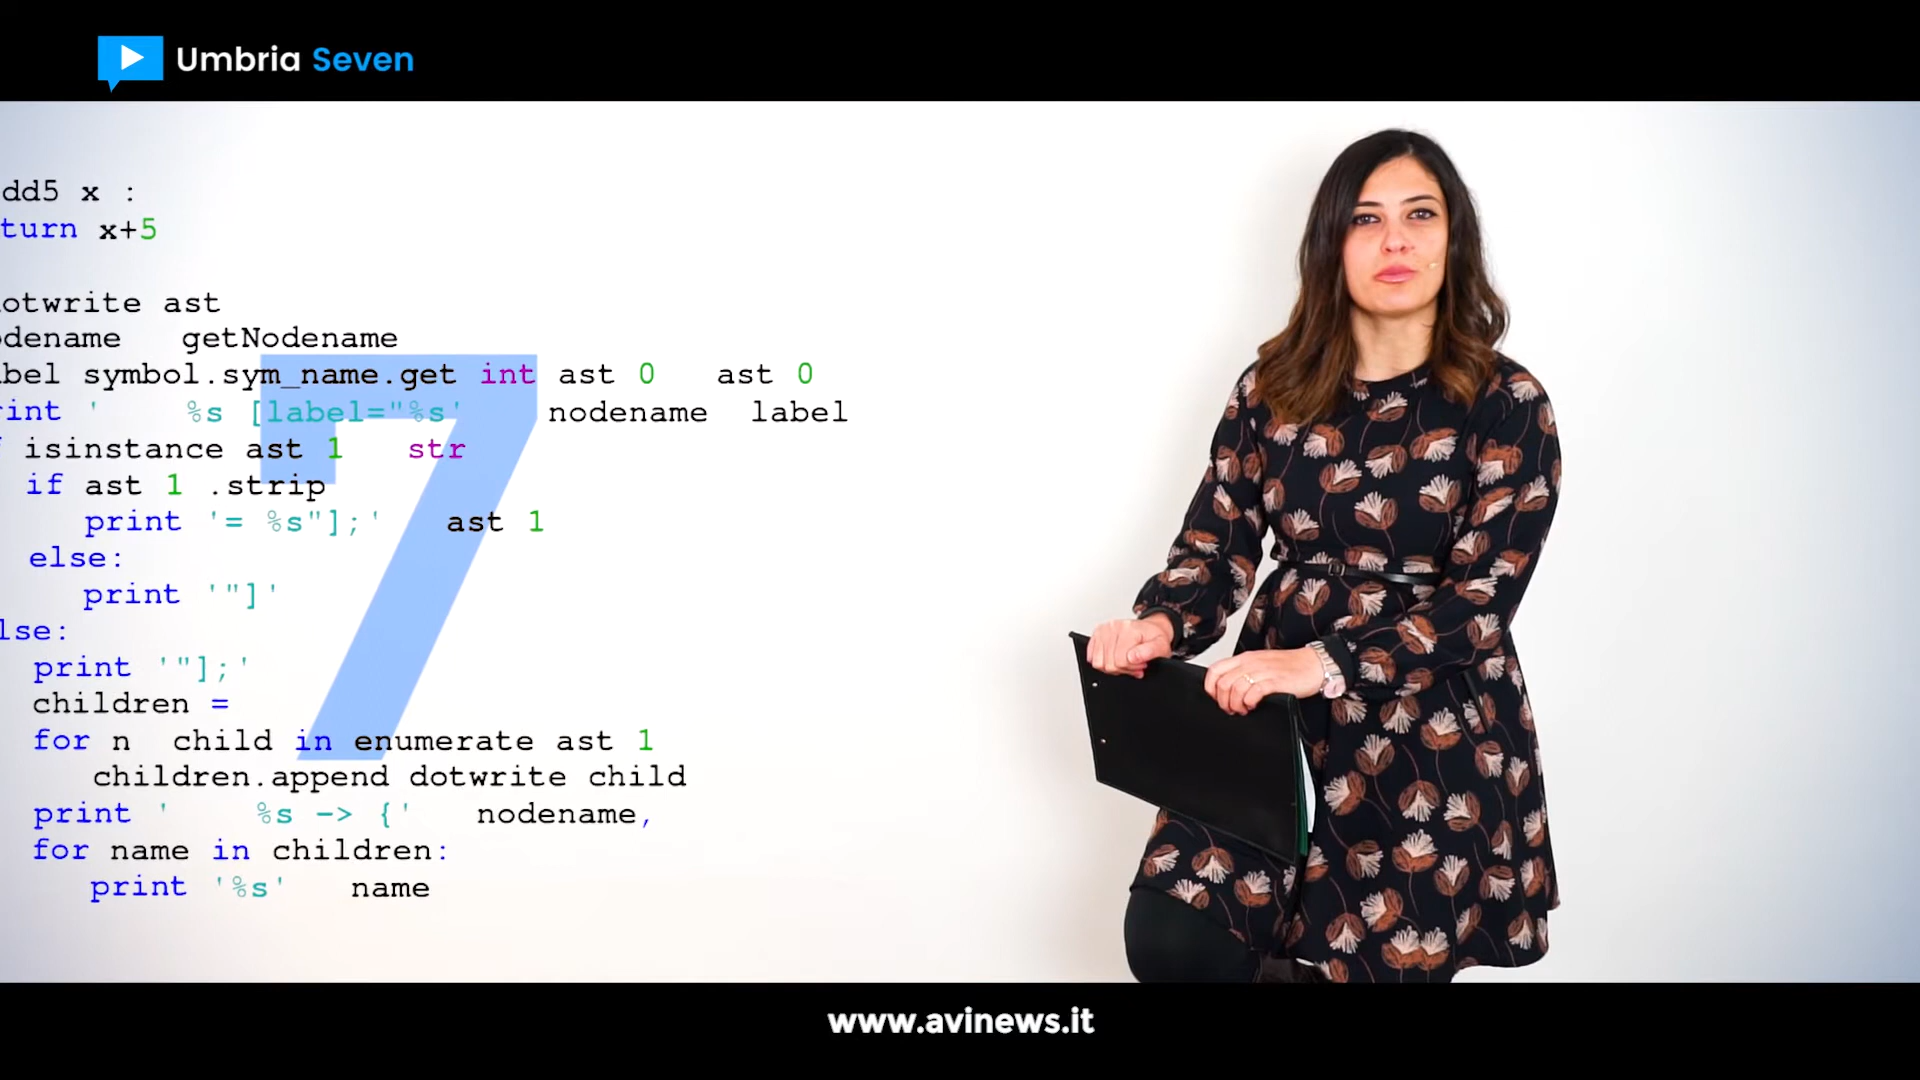 Umbria Seven
dd5 x :
turn x+5
otwrite ast
odename getNodename
bel symbol.sym_name.get int ast 0 ast 0
rint ' %s [label="%s' nodename label
isinstance ast 1 str
if ast 1 .strip
print '= %s"];' ast 1
else:
print '"]'
lse:
print '"];'
children =
for n child in enumerate ast 1
children.append dotwrite child
print ' %s -> {' nodename,
for name in children:
print '%s' name
7
www.avinews.it